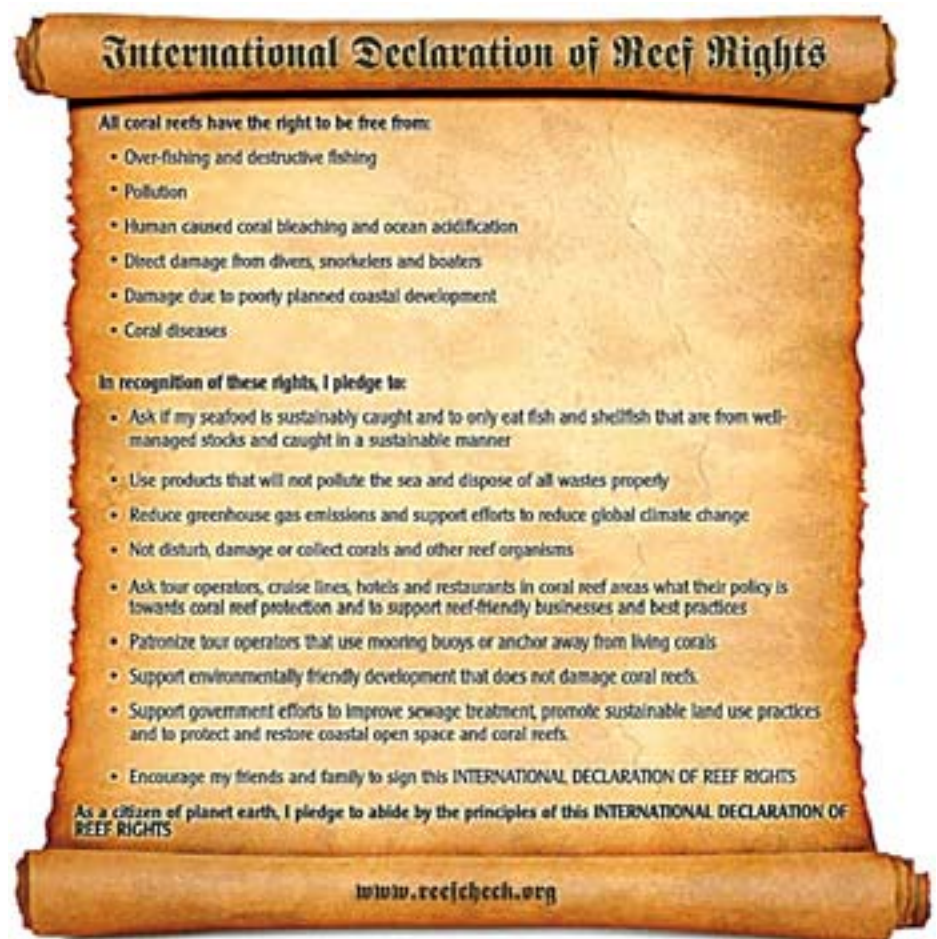 International Declaration of Reef Rights
All coral reefs have the right to be free from:
• Over-fishing and destructive fishing
• Pollution
• Human caused coral bleaching and ocean acidification
• Direct damage from divers, snorkelers and boaters
• Damage due to poorly planned coastal development
• Coral diseases
In recognition of these rights, I pledge to:
• Ask if my seafood is sustainably caught and to only eat fish and shellfish that are from well-
managed stocks and caught in a sustainable manner
• Use products that will not pollute the sea and dispose of all wastes properly
• Reduce greenhouse gas emissions and support efforts to reduce global climate change
• Not disturb, damage or collect corals and other reef organisms
• Ask tour operators, cruise lines, hotels and restaurants in coral reef areas what their policy is
towards coral reef protection and to support reef-friendly businesses and best practices
• Patronize tour operators that use mooring buoys or anchor away from living corals
• Support environmentally friendly development that does not damage coral reefs.
• Support government efforts to improve sewage treatment, promote sustainable land use practices
and to protect and restore coastal open space and coral reefs.
• Encourage my friends and family to sign this INTERNATIONAL DECLARATION OF REEF RIGHTS
As a citizen of planet earth, I pledge to abide by the principles of this INTERNATIONAL DECLARATION OF
REEF RIGHTS
www.reefcheck.org